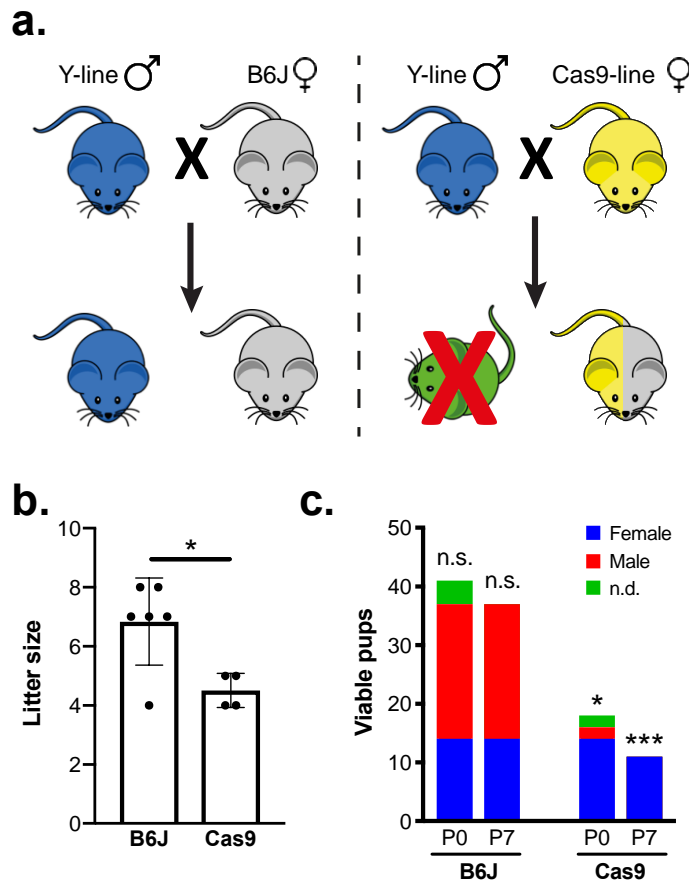 a.
Y-line ♂ B6J ♀ Y-line ♂ Cas9-line ♀
X X
X
b.
10
8
6
4
2
0
Litter size
*
B6J Cas9
c.
50
40
30
20
10
0
Viable pups
Female
Male
n.d.
n.s. n.s.
* ***
P0 P7 P0 P7
B6J Cas9